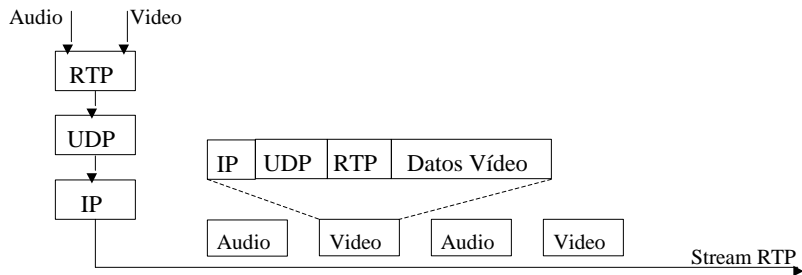 Audio Video
RTP
UDP
IP UDP RTP Datos Vídeo
IP
Audio Video Audio Video
Stream RTP